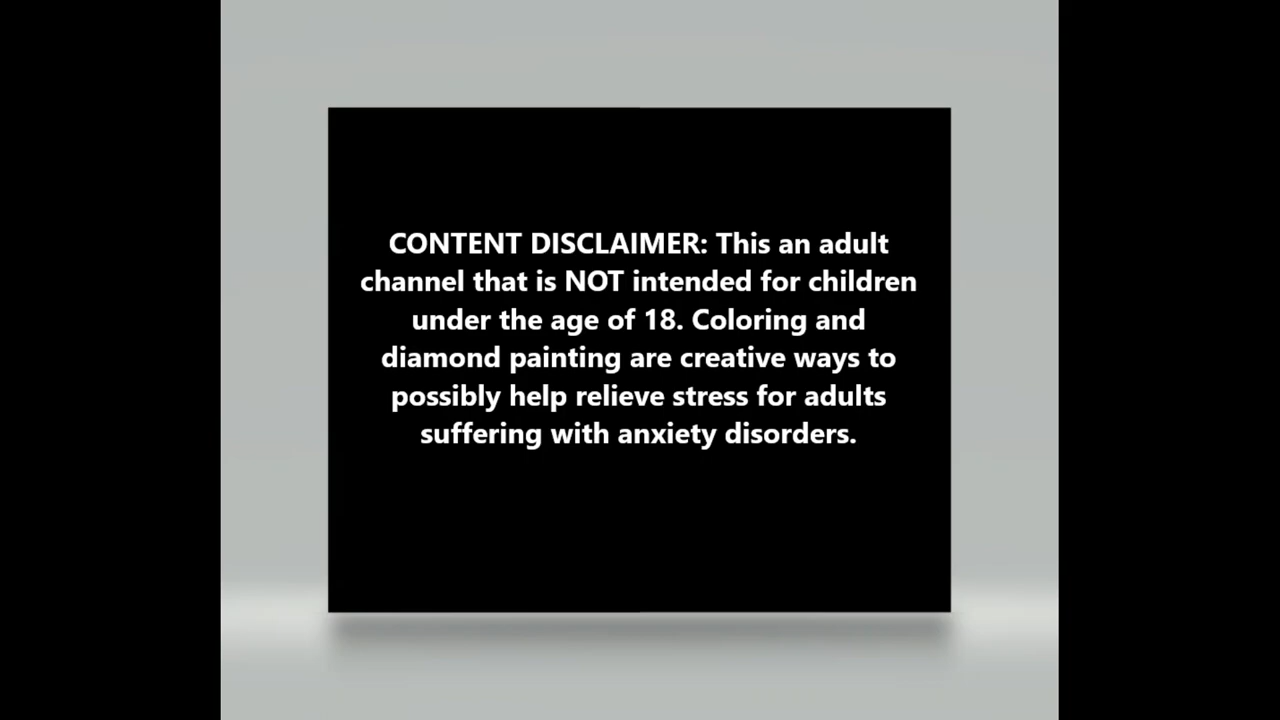 CONTENT DISCLAIMER: This an adult
channel that is NOT intended for children
under the age of 18. Coloring and
diamond painting are creative ways to
possibly help relieve stress for adults
suffering with anxiety disorders.